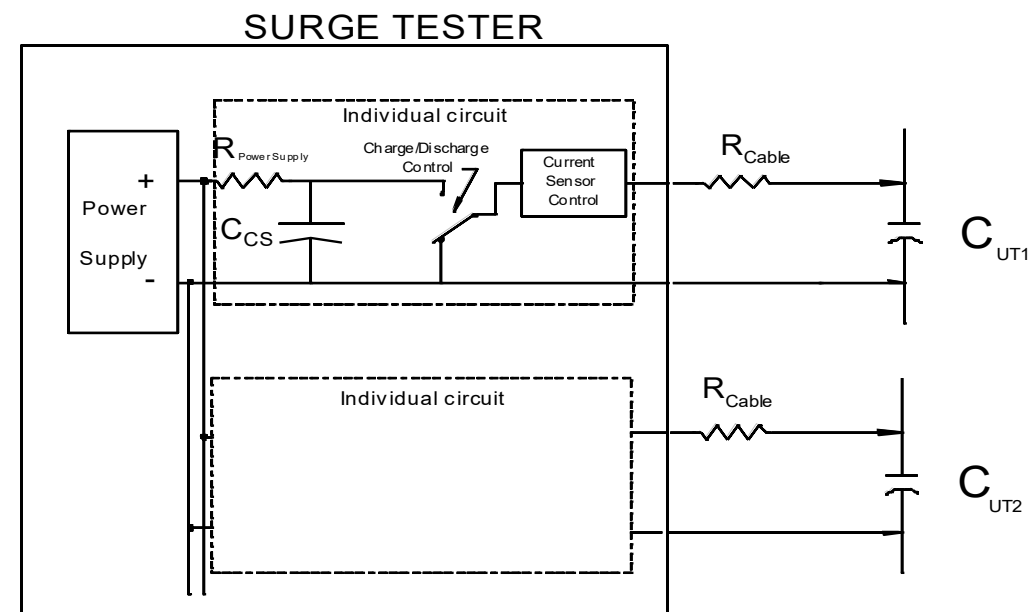 SURGE TESTER
Individual circuit
R Power Supply
Charge/Discharge
Control
Current
Sensor
Control
R Cable
+
Power
Supply
-
C CS
C UT1
Individual circuit
R Cable
C UT2